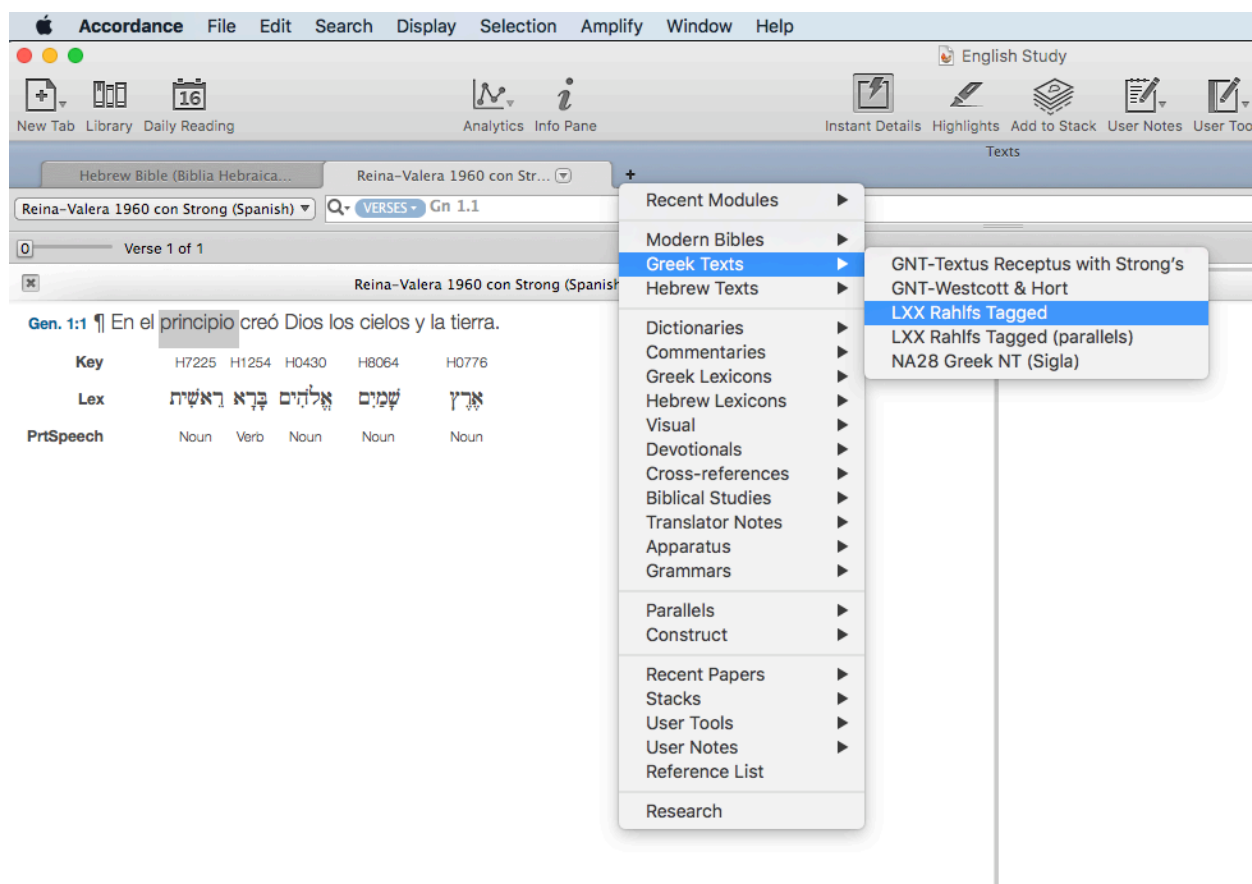 Accordance File Edit Search Display Selection Amplify Window Help
English Study
16
New Tab Library Daily Reading Analytics Info Pane Instant Details Highlights Add to Stack User Notes User Too
Texts
Hebrew Bible (Biblia Hebraica... Reina-Valera 1960 con Str... +
Reina-Valera 1960 con Strong (Spanish) VERSES Gn 1.1
0 Verse 1 of 1
Reina-Valera 1960 con Strong (Spanish
Gen. 1:1 ¶ En el principio creó Dios los cielos y la tierra.
Key H7225 H1254 H0430 H8064 H0776
Lex רֵאשִׁית בָּרָא אֱלֹהִים שָׁמַיִם אֶרֶץ
PrtSpeech Noun Verb Noun Noun Noun
Recent Modules
Modern Bibles
Greek Texts
Hebrew Texts
Dictionaries
Commentaries
Greek Lexicons
Hebrew Lexicons
Visual
Devotionals
Cross-references
Biblical Studies
Translator Notes
Apparatus
Grammars
Parallels
Construct
Recent Papers
Stacks
User Tools
User Notes
Reference List
Research
GNT-Textus Receptus with Strong's
GNT-Westcott & Hort
LXX Rahlfs Tagged
LXX Rahlfs Tagged (parallels)
NA28 Greek NT (Sigla)